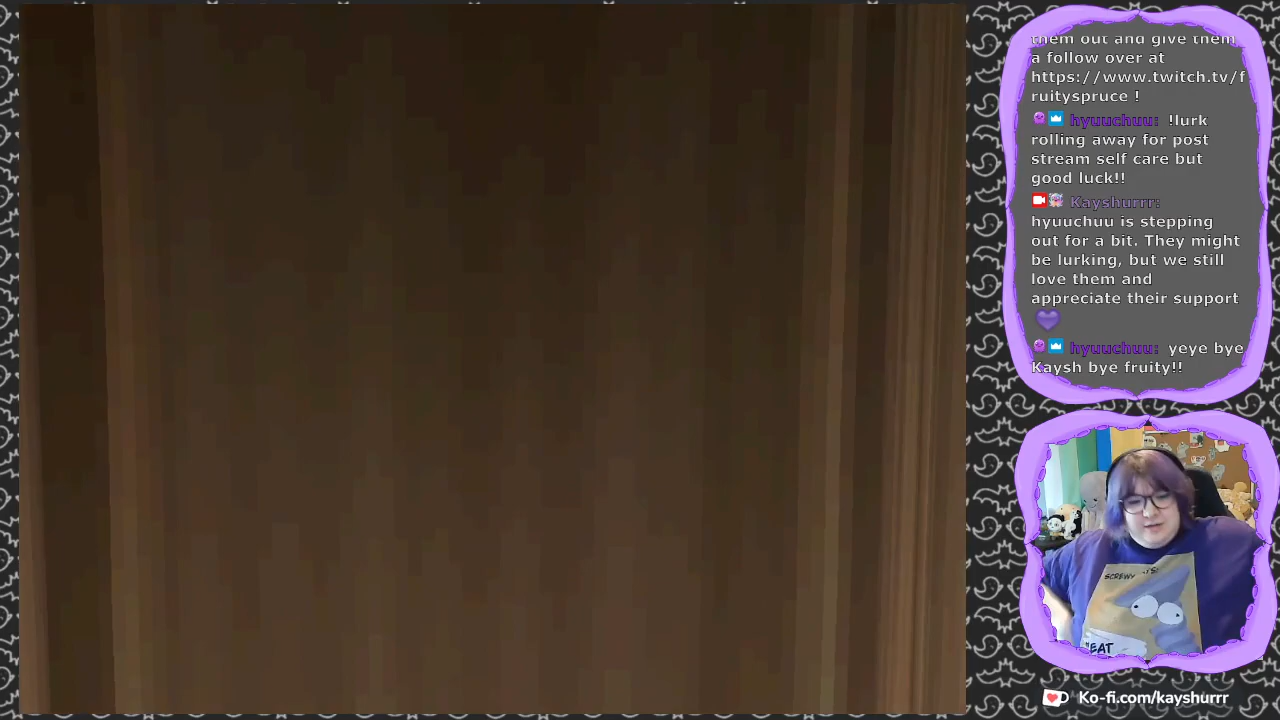 them out and give them
a follow over at
https://www.twitch.tv/f
ruityspruce !
hyuuchuu: !lurk
rolling away for post
stream self care but
good luck!!
Kayshurrr:
hyuuchuu is stepping
out for a bit. They might
be lurking, but we still
love them and
appreciate their support
hyuuchuu: yeye bye
Kaysh bye fruity!!
SCREWY
EAT
Ko-fi.com/kayshurrr